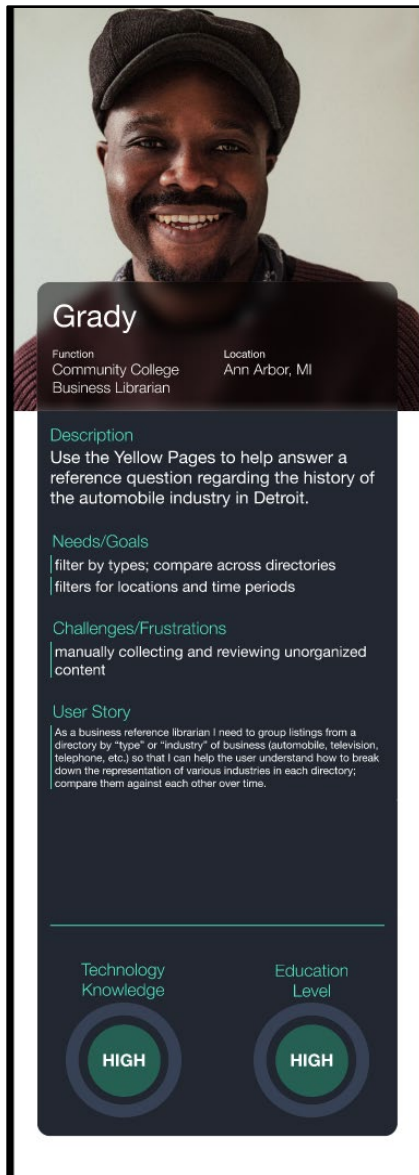 Grady
Function
Community College
Business Librarian
Location
Ann Arbor, MI
Description
Use the Yellow Pages to help answer a
reference question regarding the history of
the automobile industry in Detroit.
Needs/Goals
filter by types; compare across directories
filters for locations and time periods
Challenges/Frustrations
manually collecting and reviewing unorganized
content
User Story
As a business reference librarian I need to group listings from a
directory by “type” or “industry” of business (automobile, television,
telephone, etc.) so that I can help the user understand how to break
down the representation of various industries in each directory;
compare them against each other over time.
Technology
Knowledge
HIGH
Education
Level
HIGH